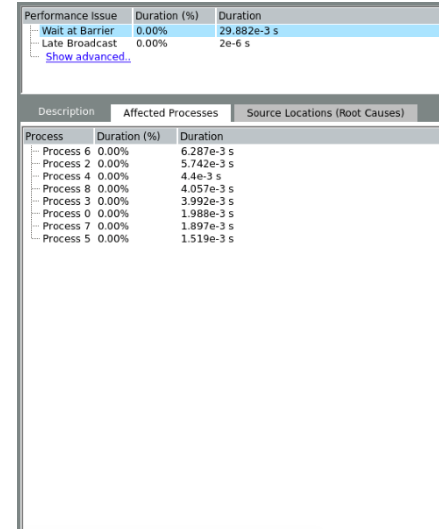 Performance Issue Duration (%) Duration
Wait at Barrier 0.00% 29.882e-3 s
Late Broadcast 0.00% 2e-6 s
Show advanced..
Description Affected Processes Source Locations (Root Causes)
Process Duration (%) Duration
Process 6 0.00% 6.287e-3 s
Process 2 0.00% 5.742e-3 s
Process 4 0.00% 4.4e-3 s
Process 8 0.00% 4.057e-3 s
Process 3 0.00% 3.992e-3 s
Process 0 0.00% 1.988e-3 s
Process 7 0.00% 1.897e-3 s
Process 5 0.00% 1.519e-3 s